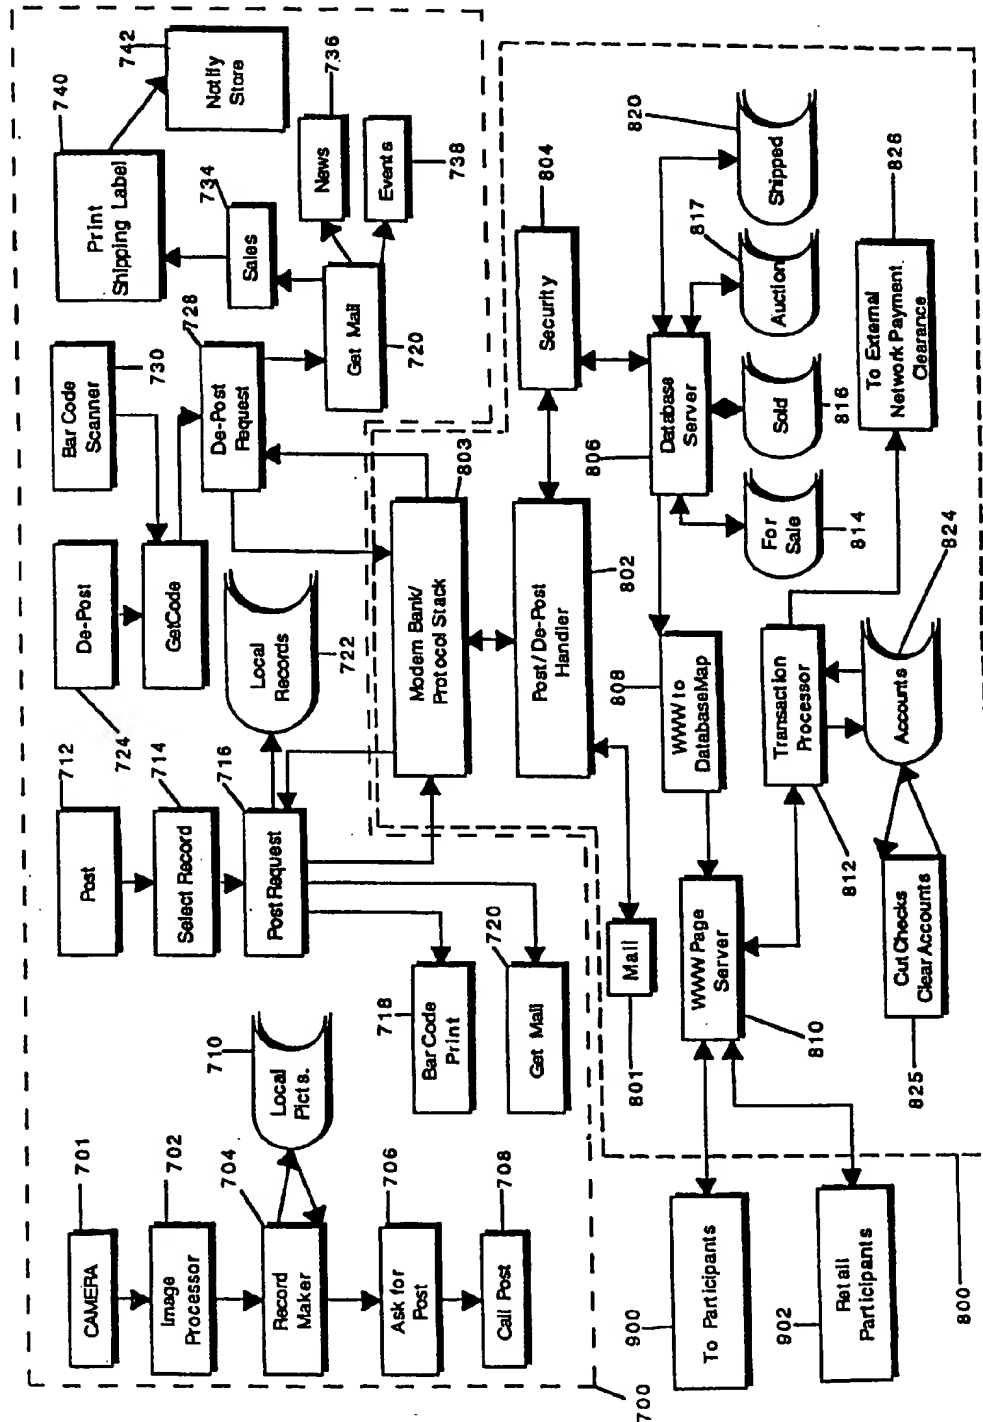 CAMERA
701
Image
Processor
702
Record
Maker
704
Ask for
Post
706
Call Post
708
Local
Picts.
710
Post
712
Select Record
714
Post Request
716
Bar Code
Print
718
Get Mail
720
Local
Records
722
De-Post
724
GetCode
Bar Code
Scanner
730
De-Post
Request
728
Get Mail
720
Sales
734
News
736
Events
738
Print
Shipping Label
740
Notify
Store
742
700
Modem Bank/
Protocol Stack
803
Post/De-Post
Handler
802
Security
804
Mail
801
Database
Server
806
WWW to
DatabaseMap
808
WWW Page
Server
810
For
Sale
814
Sold
816
Auction
817
Shipped
820
Transaction
Processor
812
Accounts
824
Cut Checks
Clear Accounts
825
To External
Network Payment
Clearance
826
To Participants
900
Retail
Participants
902
800